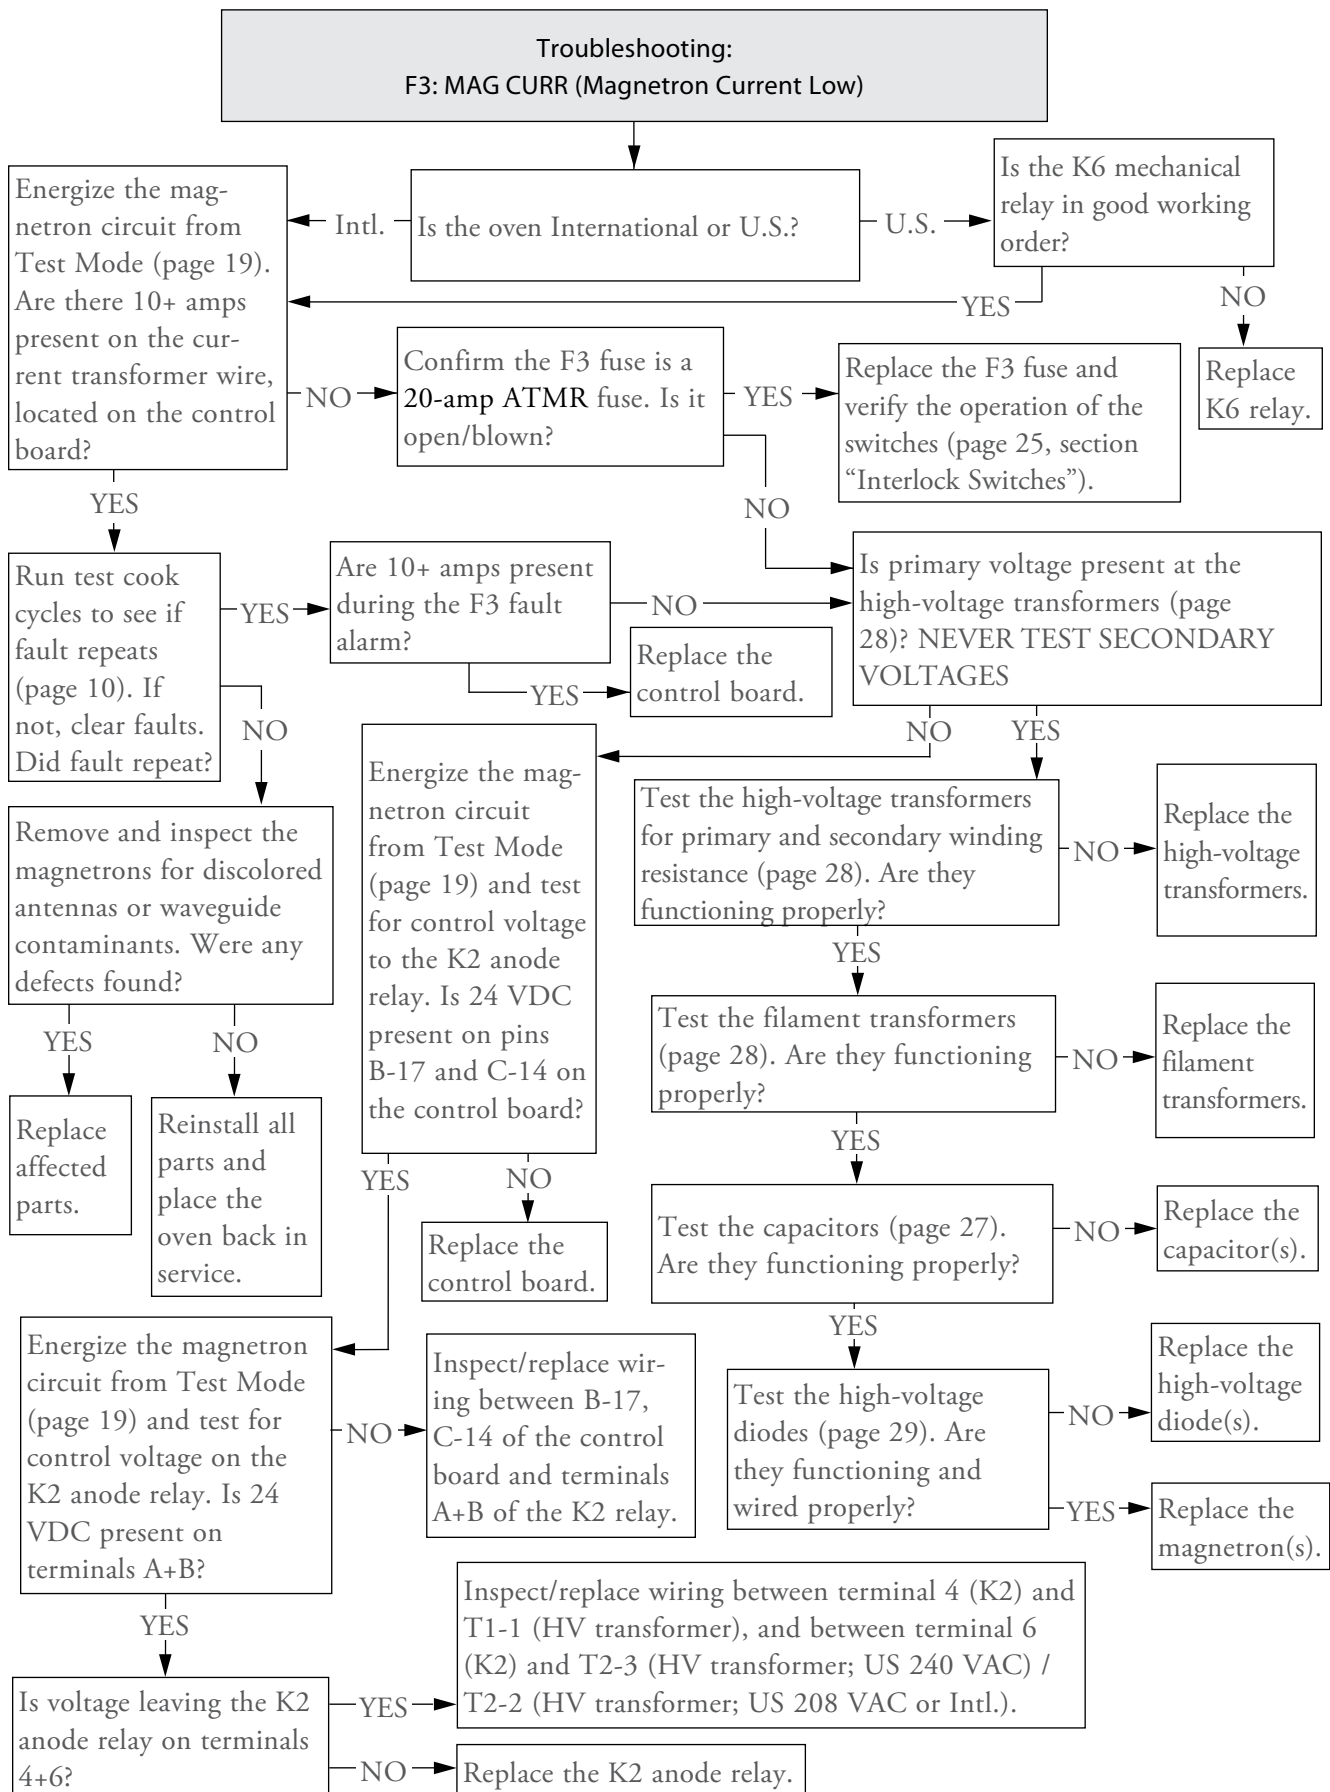 Troubleshooting:
F3: MAG CURR (Magnetron Current Low)
Is the oven International or U.S.?
Intl.
U.S.
Is the K6 mechanical
relay in good working
order?
YES
NO
Replace
K6 relay.
Energize the mag-
netron circuit from
Test Mode (page 19).
Are there 10+ amps
present on the cur-
rent transformer wire,
located on the control
board?
NO
YES
Confirm the F3 fuse is a
20-amp ATMR fuse. Is it
open/blown?
YES
NO
Replace the F3 fuse and
verify the operation of the
switches (page 25, section
“Interlock Switches”).
Run test cook
cycles to see if
fault repeats
(page 10). If
not, clear faults.
Did fault repeat?
YES
NO
Are 10+ amps present
during the F3 fault
alarm?
NO
YES
Replace the
control board.
Is primary voltage present at the
high-voltage transformers (page
28)? NEVER TEST SECONDARY
VOLTAGES
NO
YES
Remove and inspect the
magnetrons for discolored
antennas or waveguide
contaminants. Were any
defects found?
YES
NO
Replace
affected
parts.
Reinstall all
parts and
place the
oven back in
service.
Energize the mag-
netron circuit
from Test Mode
(page 19) and test
for control voltage
to the K2 anode
relay. Is 24 VDC
present on pins
B-17 and C-14 on
the control board?
YES
NO
Replace the
control board.
Test the high-voltage transformers
for primary and secondary winding
resistance (page 28). Are they
functioning properly?
NO
YES
Replace the
high-voltage
transformers.
Test the filament transformers
(page 28). Are they functioning
properly?
NO
YES
Replace the
filament
transformers.
Test the capacitors (page 27).
Are they functioning properly?
NO
YES
Replace the
capacitor(s).
Test the high-voltage
diodes (page 29). Are
they functioning and
wired properly?
NO
YES
Replace the
high-voltage
diode(s).
Replace the
magnetron(s).
Energize the magnetron
circuit from Test Mode
(page 19) and test for
control voltage on the
K2 anode relay. Is 24
VDC present on
terminals A+B?
NO
YES
Inspect/replace wir-
ing between B-17,
C-14 of the control
board and terminals
A+B of the K2 relay.
Is voltage leaving the K2
anode relay on terminals
4+6?
YES
NO
Inspect/replace wiring between terminal 4 (K2) and
T1-1 (HV transformer), and between terminal 6
(K2) and T2-3 (HV transformer; US 240 VAC) /
T2-2 (HV transformer; US 208 VAC or Intl.).
Replace the K2 anode relay.